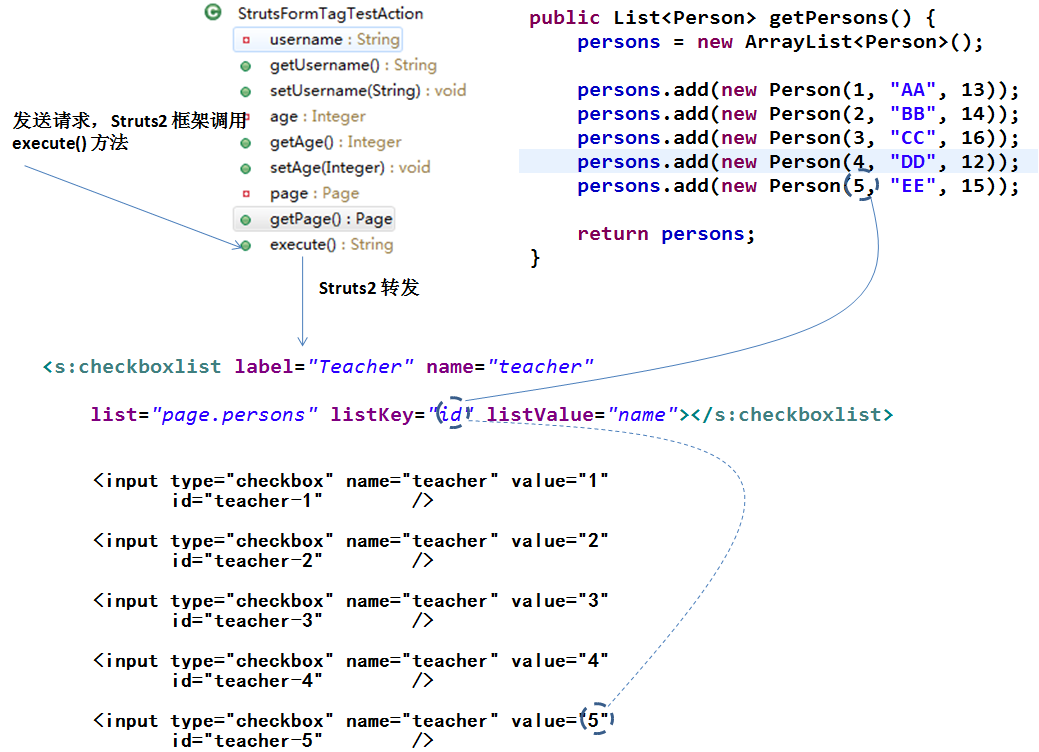 StrutsFormTagTestAction
username : String
getUsername() : String
setUsername(String) : void
age : Integer
getAge() : Integer
setAge(Integer) : void
page : Page
getPage() : Page
execute() : String
发送请求，Struts2 框架调用
execute() 方法
Struts2 转发
public List<Person> getPersons() {
persons = new ArrayList<Person>();
persons.add(new Person(1, "AA", 13));
persons.add(new Person(2, "BB", 14));
persons.add(new Person(3, "CC", 16));
persons.add(new Person(4, "DD", 12));
persons.add(new Person(5, "EE", 15));
return persons;
}
<s:checkboxlist label="Teacher" name="teacher"
list="page.persons" listKey="id" listValue="name"></s:checkboxlist>
<input type="checkbox" name="teacher" value="1"
id="teacher-1" />
<input type="checkbox" name="teacher" value="2"
id="teacher-2" />
<input type="checkbox" name="teacher" value="3"
id="teacher-3" />
<input type="checkbox" name="teacher" value="4"
id="teacher-4" />
<input type="checkbox" name="teacher" value="5"
id="teacher-5" />